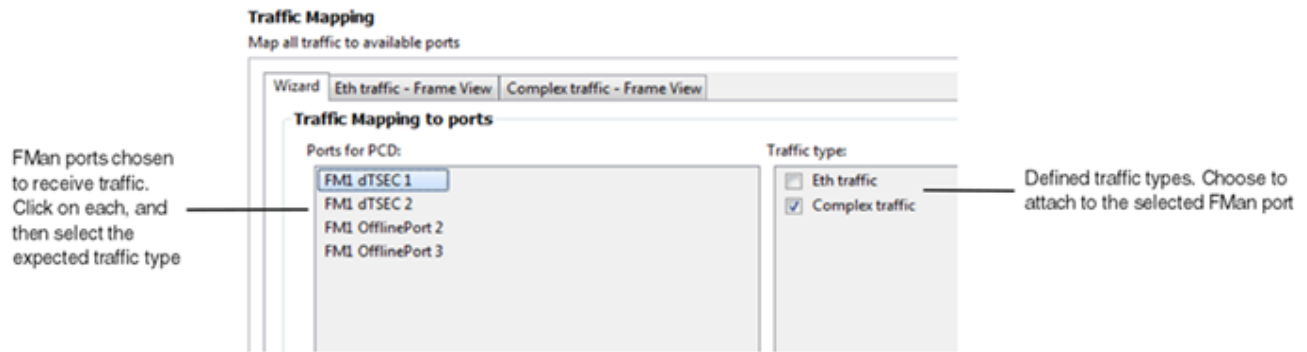 Traffic Mapping
Map all traffic to available ports
Wizard Eth traffic - Frame View Complex traffic - Frame View
Traffic Mapping to ports
Ports for PCD:
Traffic type:
FM1 dTSEC 1
FM1 dTSEC 2
FM1 OfflinePort 2
FM1 OfflinePort 3
Eth traffic
Complex traffic
FMan ports chosen
to receive traffic.
Click on each, and
then select the
expected traffic type
Defined traffic types. Choose to
attach to the selected FMan port